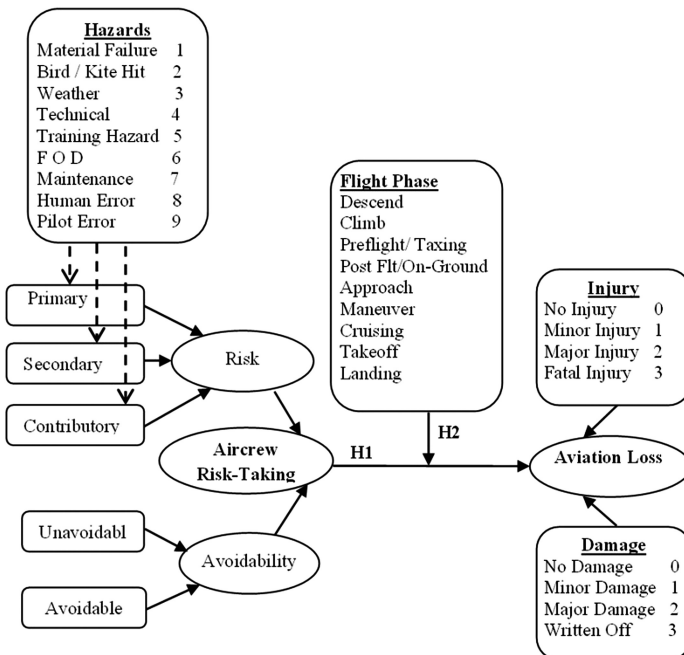 Hazards
Material Failure 1
Bird / Kite Hit 2
Weather 3
Technical 4
Training Hazard 5
F O D 6
Maintenance 7
Human Error 8
Pilot Error 9
Primary
Secondary
Contributory
Risk
Aircrew
Risk-Taking
Unavoidabl
Avoidable
Avoidability
H1
Flight Phase
Descend
Climb
Preflight/ Taxing
Post Flt/On-Ground
Approach
Maneuver
Cruising
Takeoff
Landing
H2
Injury
No Injury 0
Minor Injury 1
Major Injury 2
Fatal Injury 3
Aviation Loss
Damage
No Damage 0
Minor Damage 1
Major Damage 2
Written Off 3